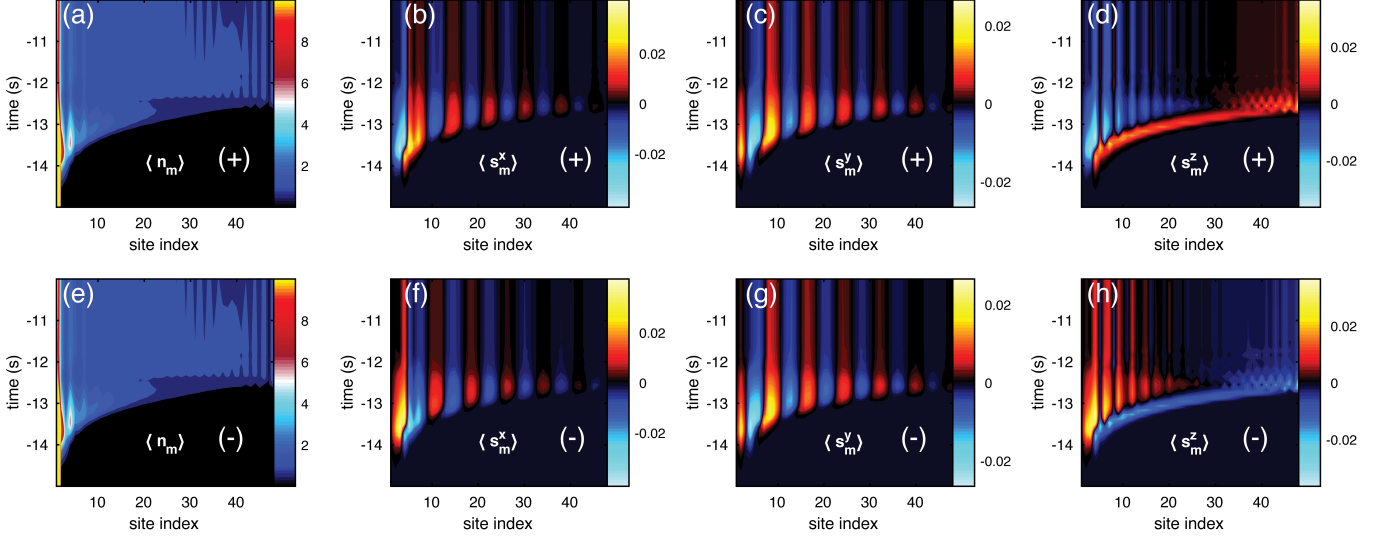 (a)
-11
-12
-13
-14
time (s)
10 20 30 40
site index
⟨ n_m ⟩ (+)
8
6
4
2
(b)
-11
-12
-13
-14
time (s)
10 20 30 40
site index
⟨ s_m^x ⟩ (+)
0.02
0
-0.02
(c)
-11
-12
-13
-14
time (s)
10 20 30 40
site index
⟨ s_m^y ⟩ (+)
0.02
0
-0.02
(d)
-11
-12
-13
-14
time (s)
10 20 30 40
site index
⟨ s_m^z ⟩ (+)
0.02
0
-0.02
(e)
-11
-12
-13
-14
time (s)
10 20 30 40
site index
⟨ n_m ⟩ (-)
8
6
4
2
(f)
-11
-12
-13
-14
time (s)
10 20 30 40
site index
⟨ s_m^x ⟩ (-)
0.02
0
-0.02
(g)
-11
-12
-13
-14
time (s)
10 20 30 40
site index
⟨ s_m^y ⟩ (-)
0.02
0
-0.02
(h)
-11
-12
-13
-14
time (s)
10 20 30 40
site index
⟨ s_m^z ⟩ (-)
0.02
0
-0.02